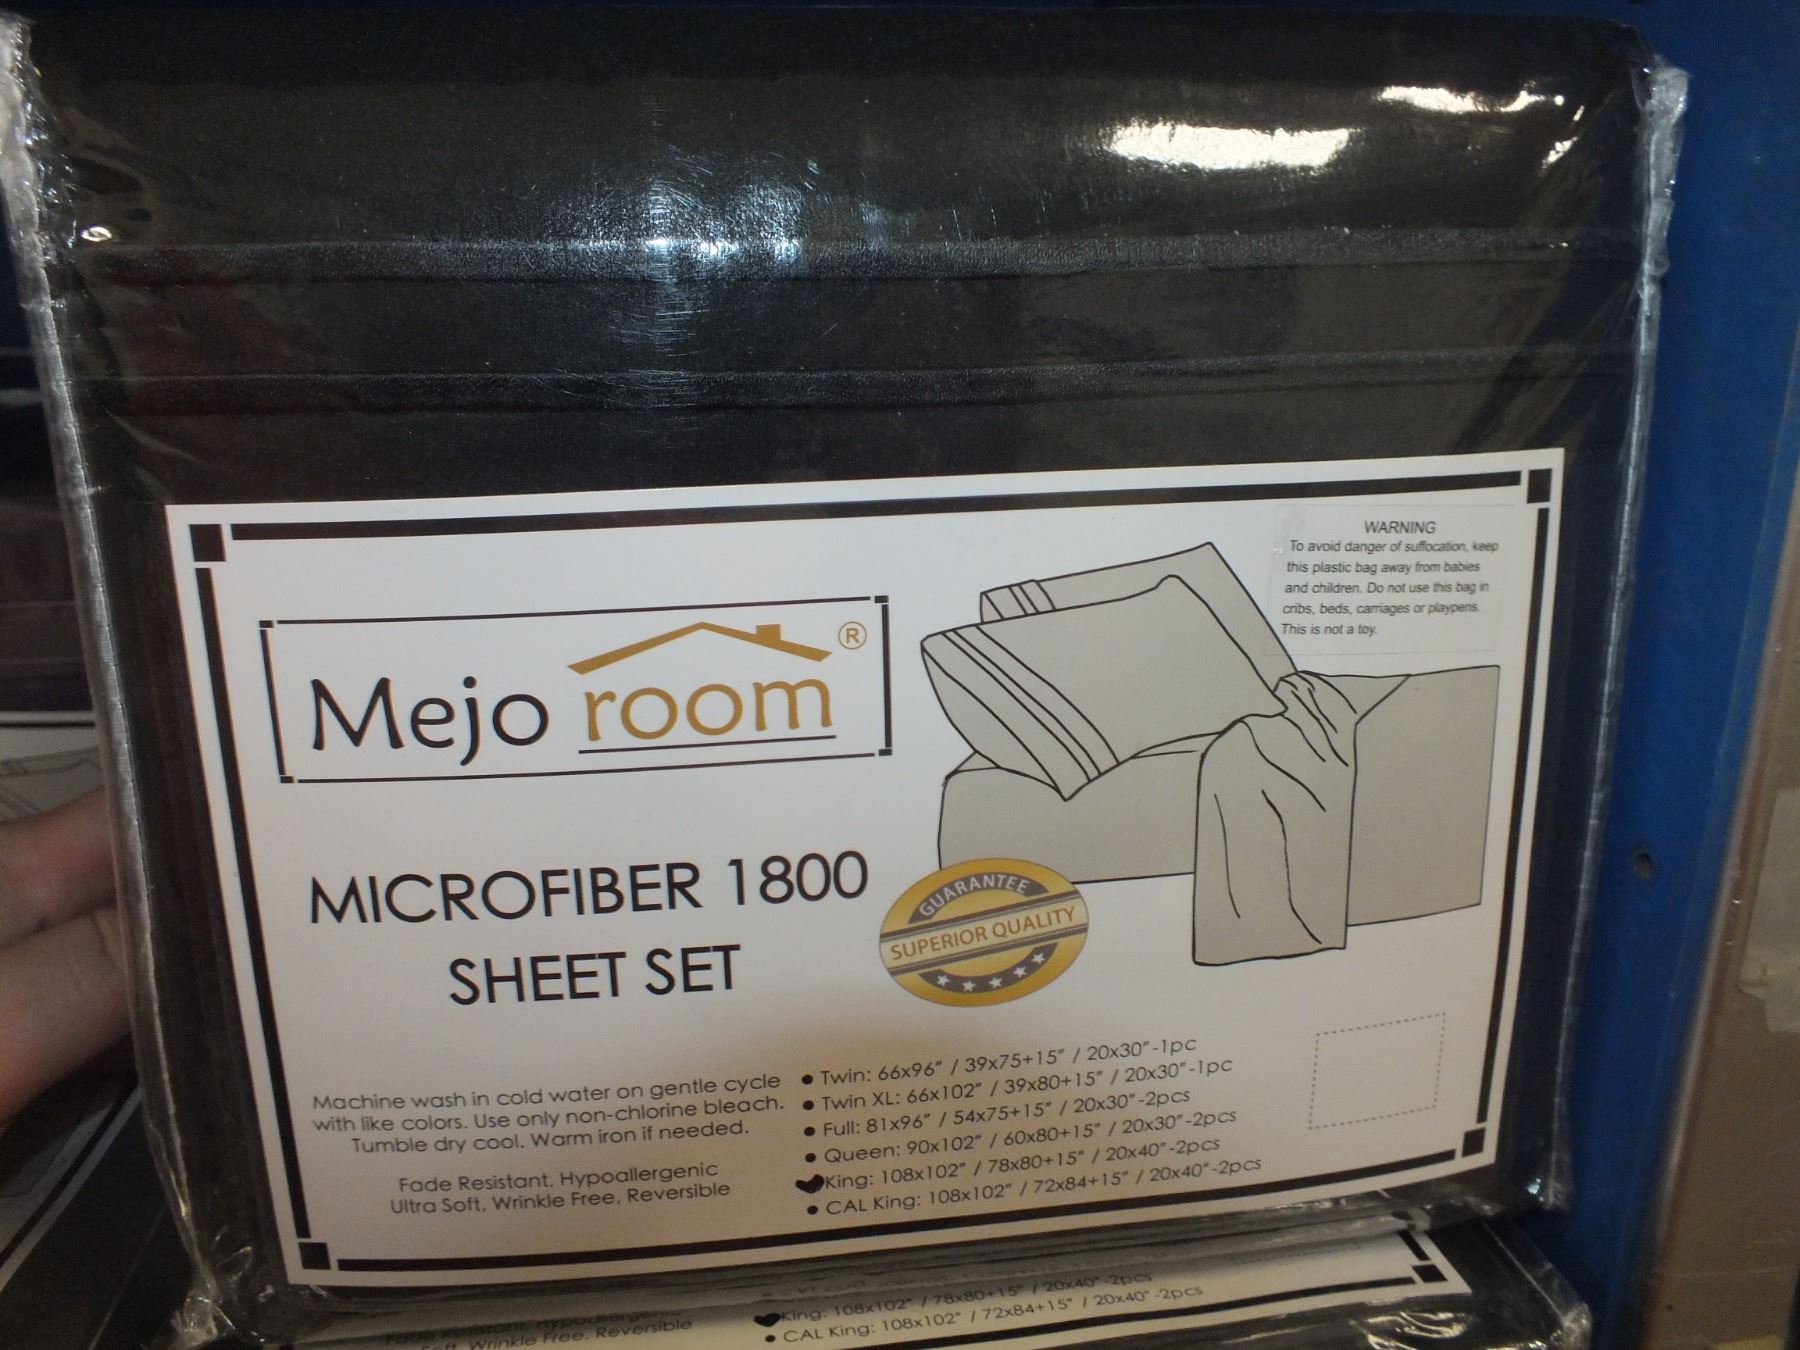 WARNING
To avoid danger of suffocation, keep
this plastic bag away from babies
and children. Do not use this bag in
cribs, beds, carriages or playpens.
This is not a toy.
Mejo room®
MICROFIBER 1800
SHEET SET
GUARANTEE
SUPERIOR QUALITY
Machine wash in cold water on gentle cycle
with like colors. Use only non-chlorine bleach.
Tumble dry cool. Warm iron if needed.
Fade Resistant, Hypoallergenic
Ultra Soft, Wrinkle Free, Reversible
• Twin: 66x96" / 39x75+15" / 20x30"-1pc
• Twin XL: 66x102" / 39x80+15" / 20x30"-1pc
• Full: 81x96" / 54x75+15" / 20x30"-2pcs
• Queen: 90x102" / 60x80+15" / 20x30"-2pcs
King: 108x102" / 78x80+15" / 20x40"-2pcs
• CAL King: 108x102" / 72x84+15" / 20x40"-2pcs
Wrinkle Free, Reversible
King: 108x102" / 78x80+15" / 20x40"-2pcs
• CAL King: 108x102" / 72x84+15" / 20x40"-2pcs